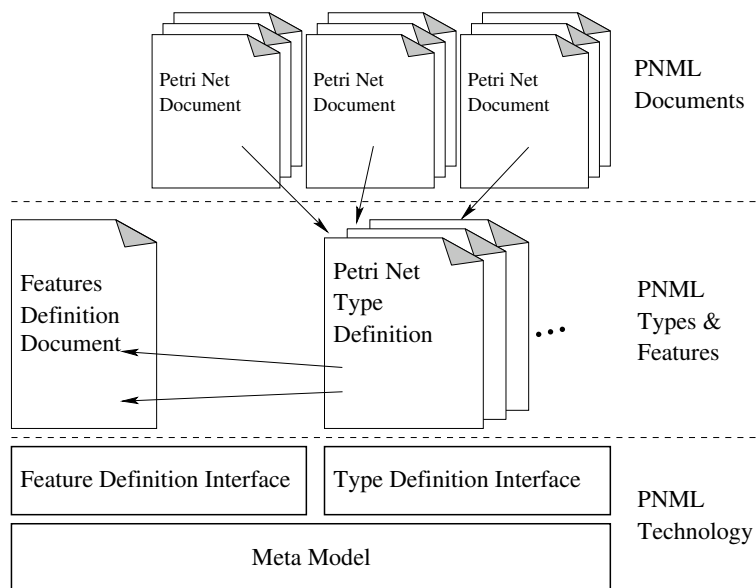 Petri Net
Document
Petri Net
Document
Petri Net
Document
PNML
Documents
Features
Definition
Document
Petri Net
Type
Definition
...
PNML
Types &
Features
Feature Definition Interface
Type Definition Interface
Meta Model
PNML
Technology